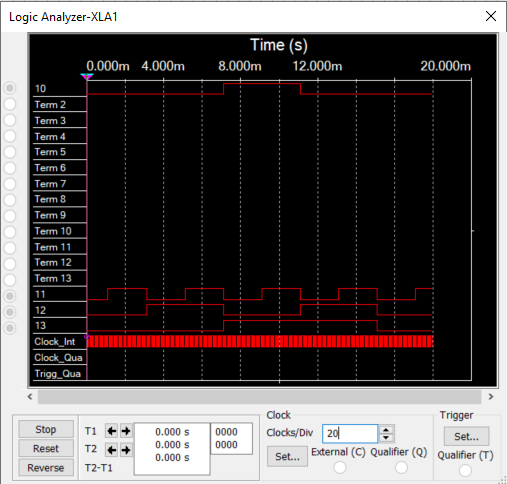 Logic Analyzer-XLA1
Time (s)
0.000m 4.000m 8.000m 12.000m 20.000m
10
Term 2
Term 3
Term 4
Term 5
Term 6
Term 7
Term 8
Term 9
Term 10
Term 11
Term 12
Term 13
11
12
13
Clock_Int
Clock_Qua
Trigg_Qua
Stop
Reset
Reverse
T1 0.000 s 0000
T2 0.000 s 0000
T2-T1 0.000 s
Clock
Clocks/Div 20
Set...
External (C) Qualifier (Q)
Trigger
Set...
Qualifier (T)